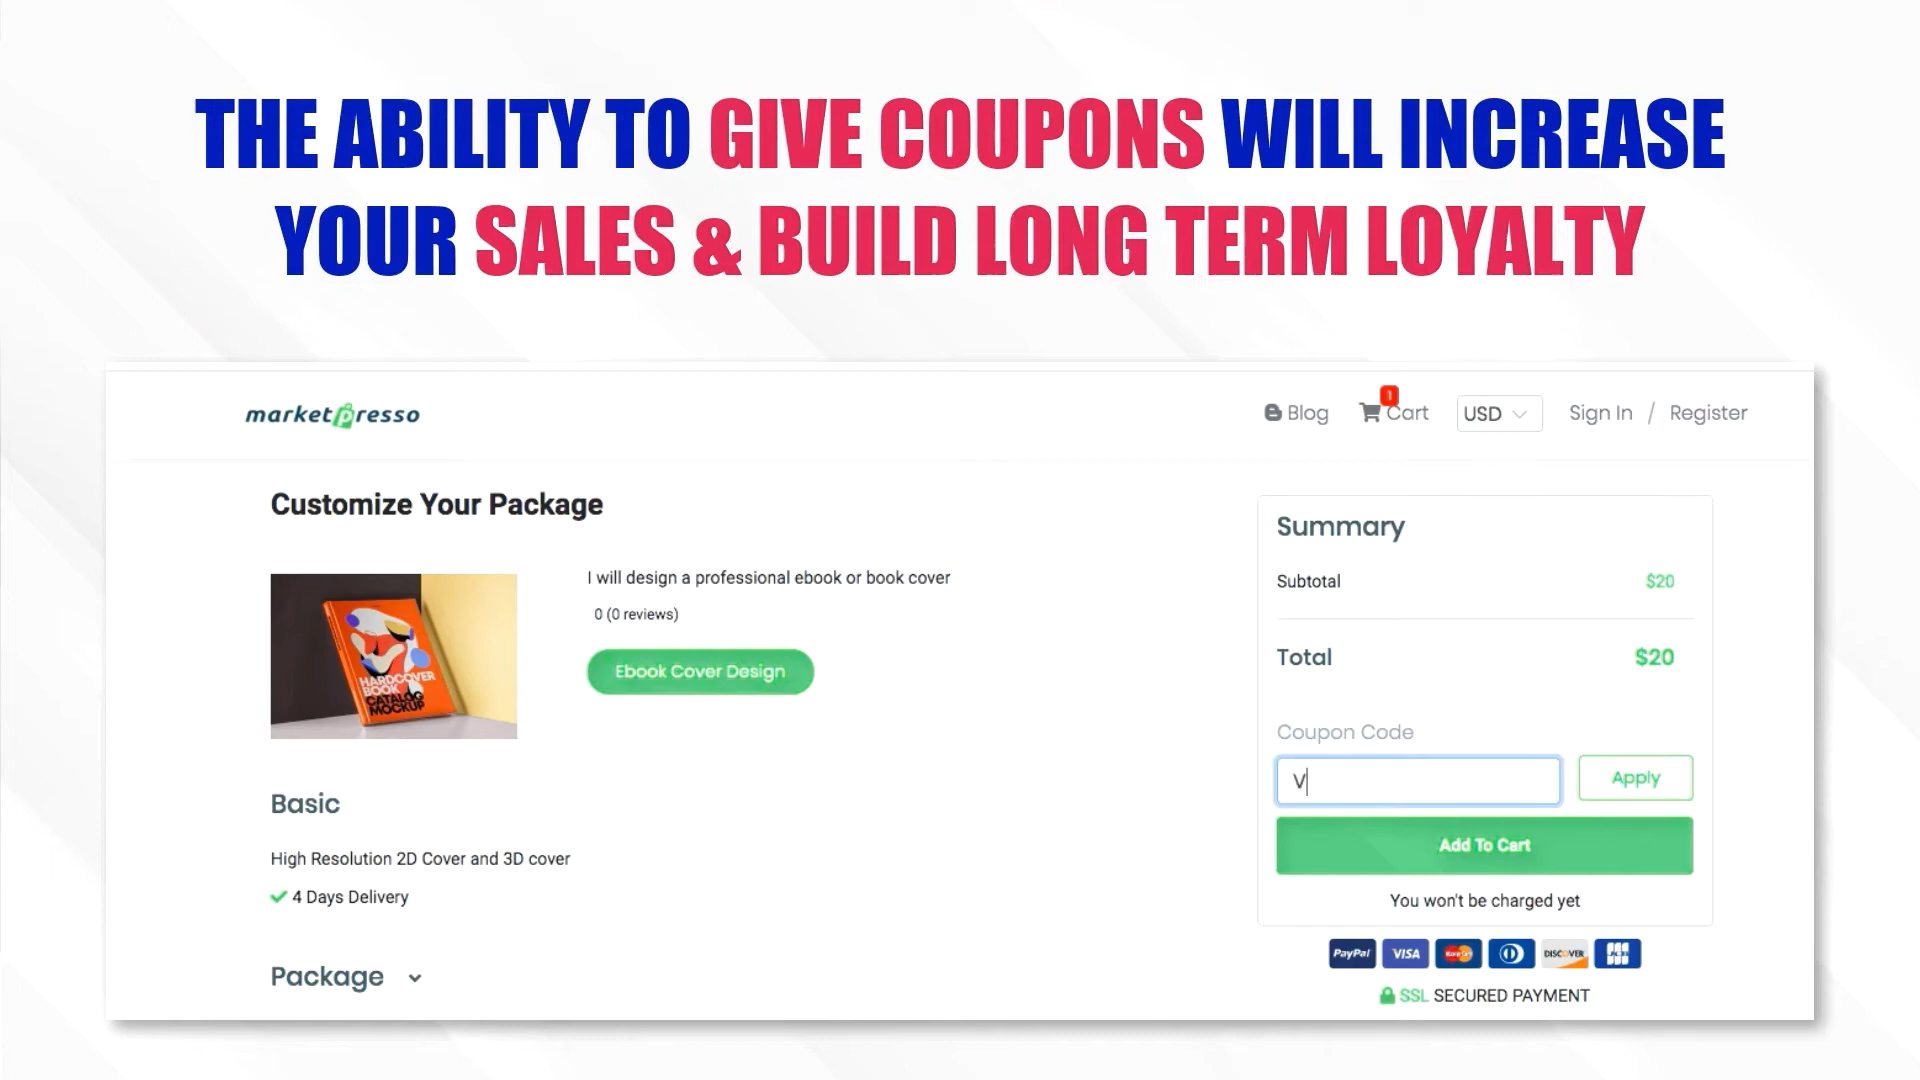 THE ABILITY TO GIVE COUPONS WILL INCREASE
YOUR SALES & BUILD LONG TERM LOYALTY
marketpresso
Blog
1
Cart
USD
Sign In / Register
Customize Your Package
HARDCOVER
BOOK
CATALOG
MOCKUP
I will design a professional ebook or book cover
0 (0 reviews)
Ebook Cover Design
Basic
High Resolution 2D Cover and 3D cover
4 Days Delivery
Package
Summary
Subtotal $20
Total $20
Coupon Code
V
Apply
Add To Cart
You won't be charged yet
PayPal VISA MasterCard DISCOVER JCB
SSL SECURED PAYMENT